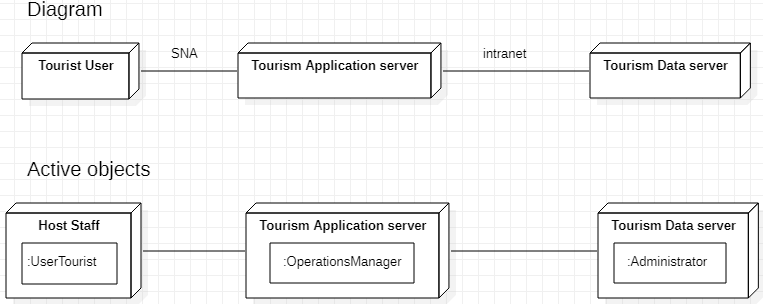 Diagram
SNA
intranet
Tourist User
Tourism Application server
Tourism Data server
Active objects
Host Staff
Tourism Application server
Tourism Data server
:UserTourist
:OperationsManager
:Administrator